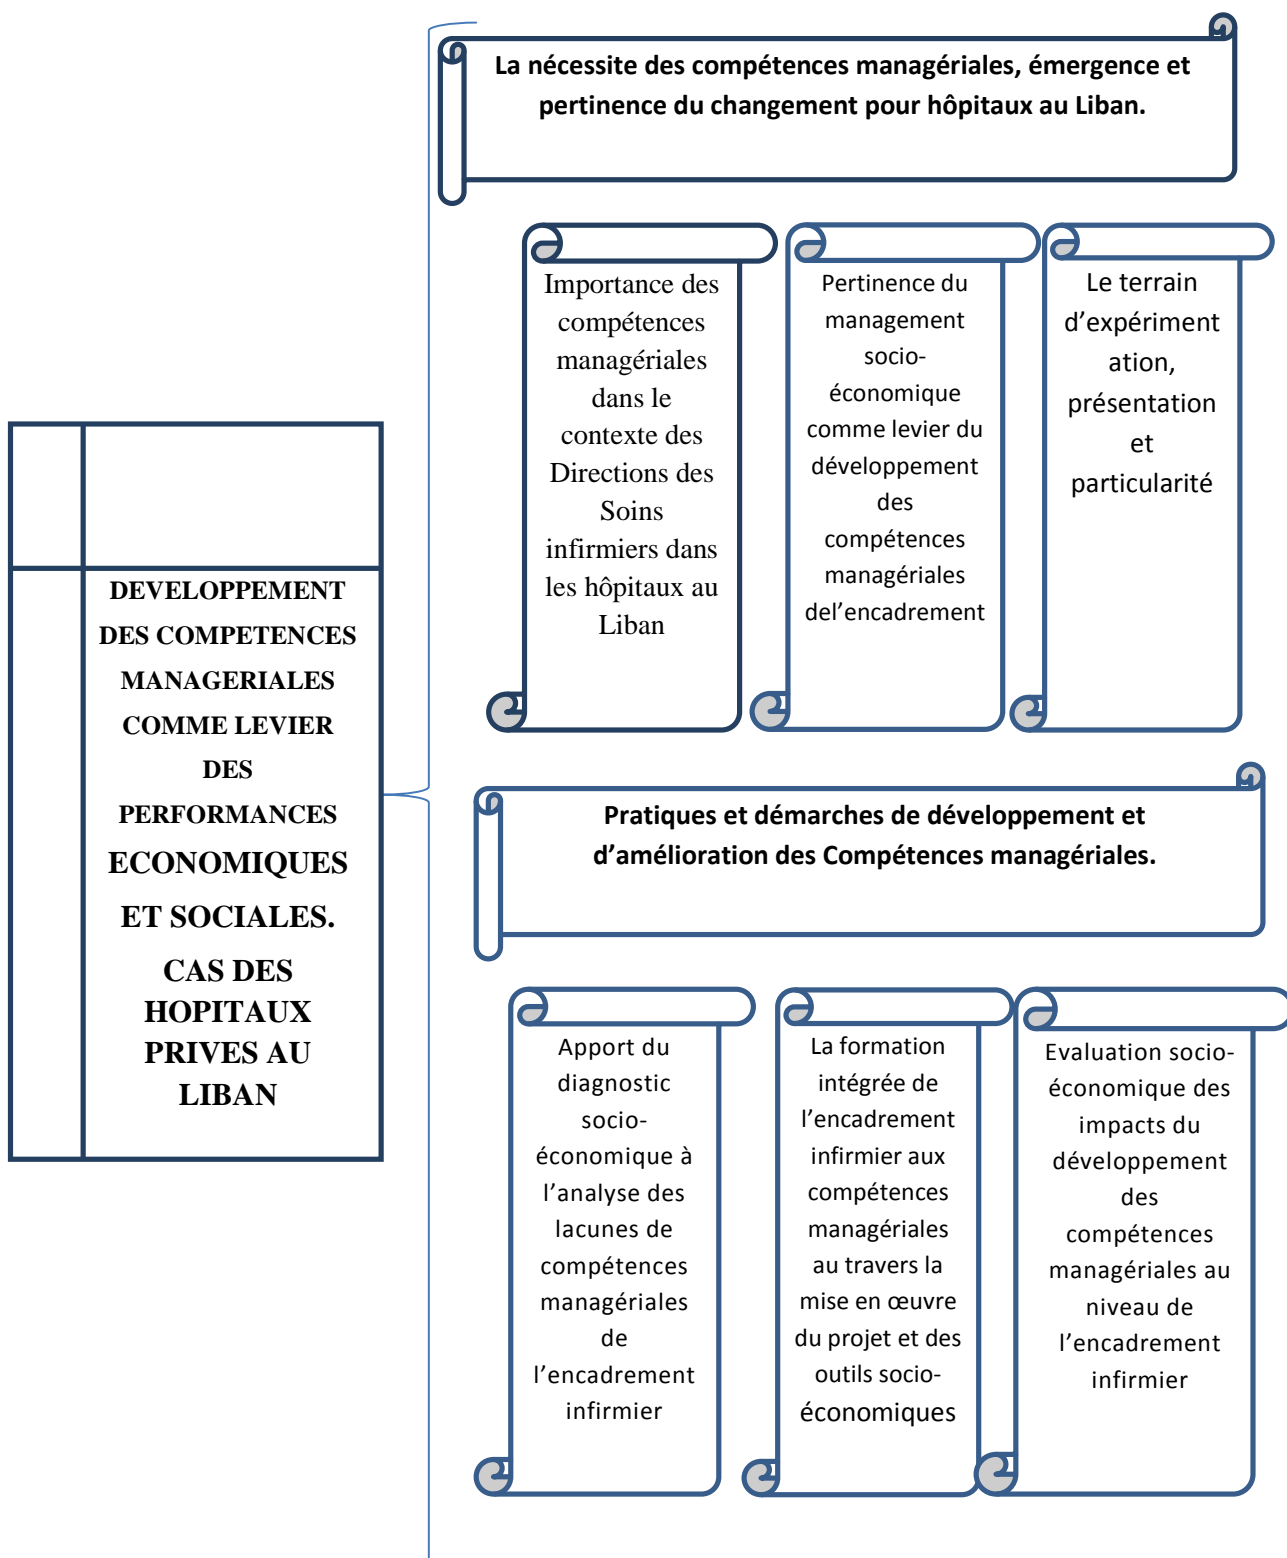 La nécessite des compétences managériales, émergence et
pertinence du changement pour hôpitaux au Liban.
Importance des
compétences
managériales
dans le
contexte des
Directions des
Soins
infirmiers dans
les hôpitaux au
Liban
Pertinence du
management
socio-
économique
comme levier du
développement
des
compétences
managériales
del’encadrement
Le terrain
d’expériment
ation,
présentation
et
particularité
DEVELOPPEMENT
DES COMPETENCES
MANAGERIALES
COMME LEVIER
DES
PERFORMANCES
ECONOMIQUES
ET SOCIALES.
CAS DES
HOPITAUX
PRIVES AU
LIBAN
Pratiques et démarches de développement et
d’amélioration des Compétences managériales.
Apport du
diagnostic
socio-
économique à
l’analyse des
lacunes de
compétences
managériales
de
l’encadrement
infirmier
La formation
intégrée de
l’encadrement
infirmier aux
compétences
managériales
au travers la
mise en œuvre
du projet et des
outils socio-
économiques
Evaluation socio-
économique des
impacts du
développement
des
compétences
managériales au
niveau de
l’encadrement
infirmier